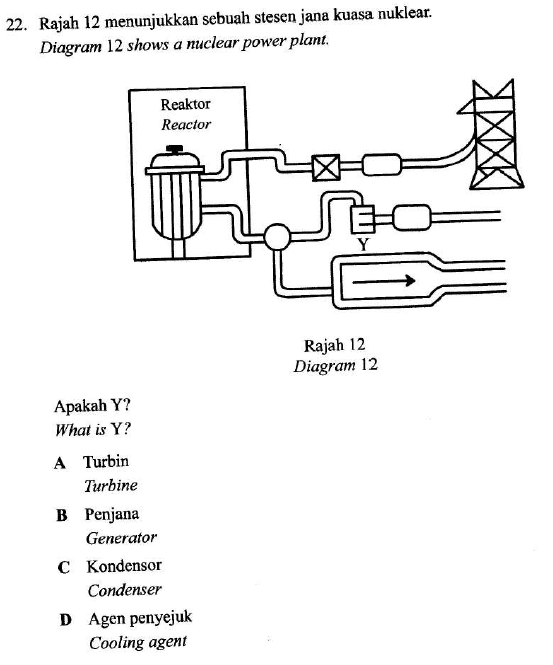 22. Rajah 12 menunjukkan sebuah stesen jana kuasa nuklear.
Diagram 12 shows a nuclear power plant.
Reaktor
Reactor
Y
Rajah 12
Diagram 12
Apakah Y?
What is Y?
A Turbin
Turbine
B Penjana
Generator
C Kondensor
Condenser
D Agen penyejuk
Cooling agent